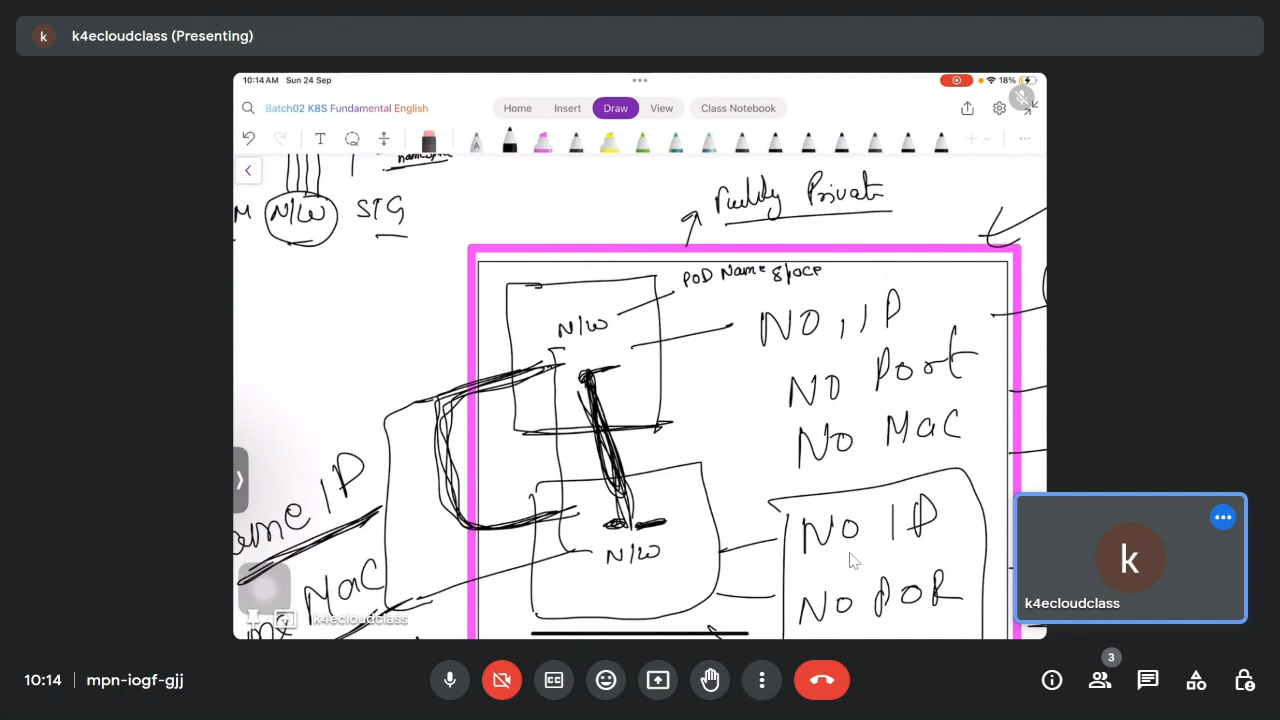 k
k4ecloudclass (Presenting)
10:14 AM Sun 24 Sep
18%
Batch02 K8S Fundamental English
Home
Insert
Draw
View
Class Notebook
T
A
N/W
STG
Private
POD Name space
N/W
NO, IP
NO Port
NO Mac
IP
Mac
N/W
NO IP
NO POR
k
k4ecloudclass
k4ecloudclass
3
10:14
mpn-iogf-gjj
CC